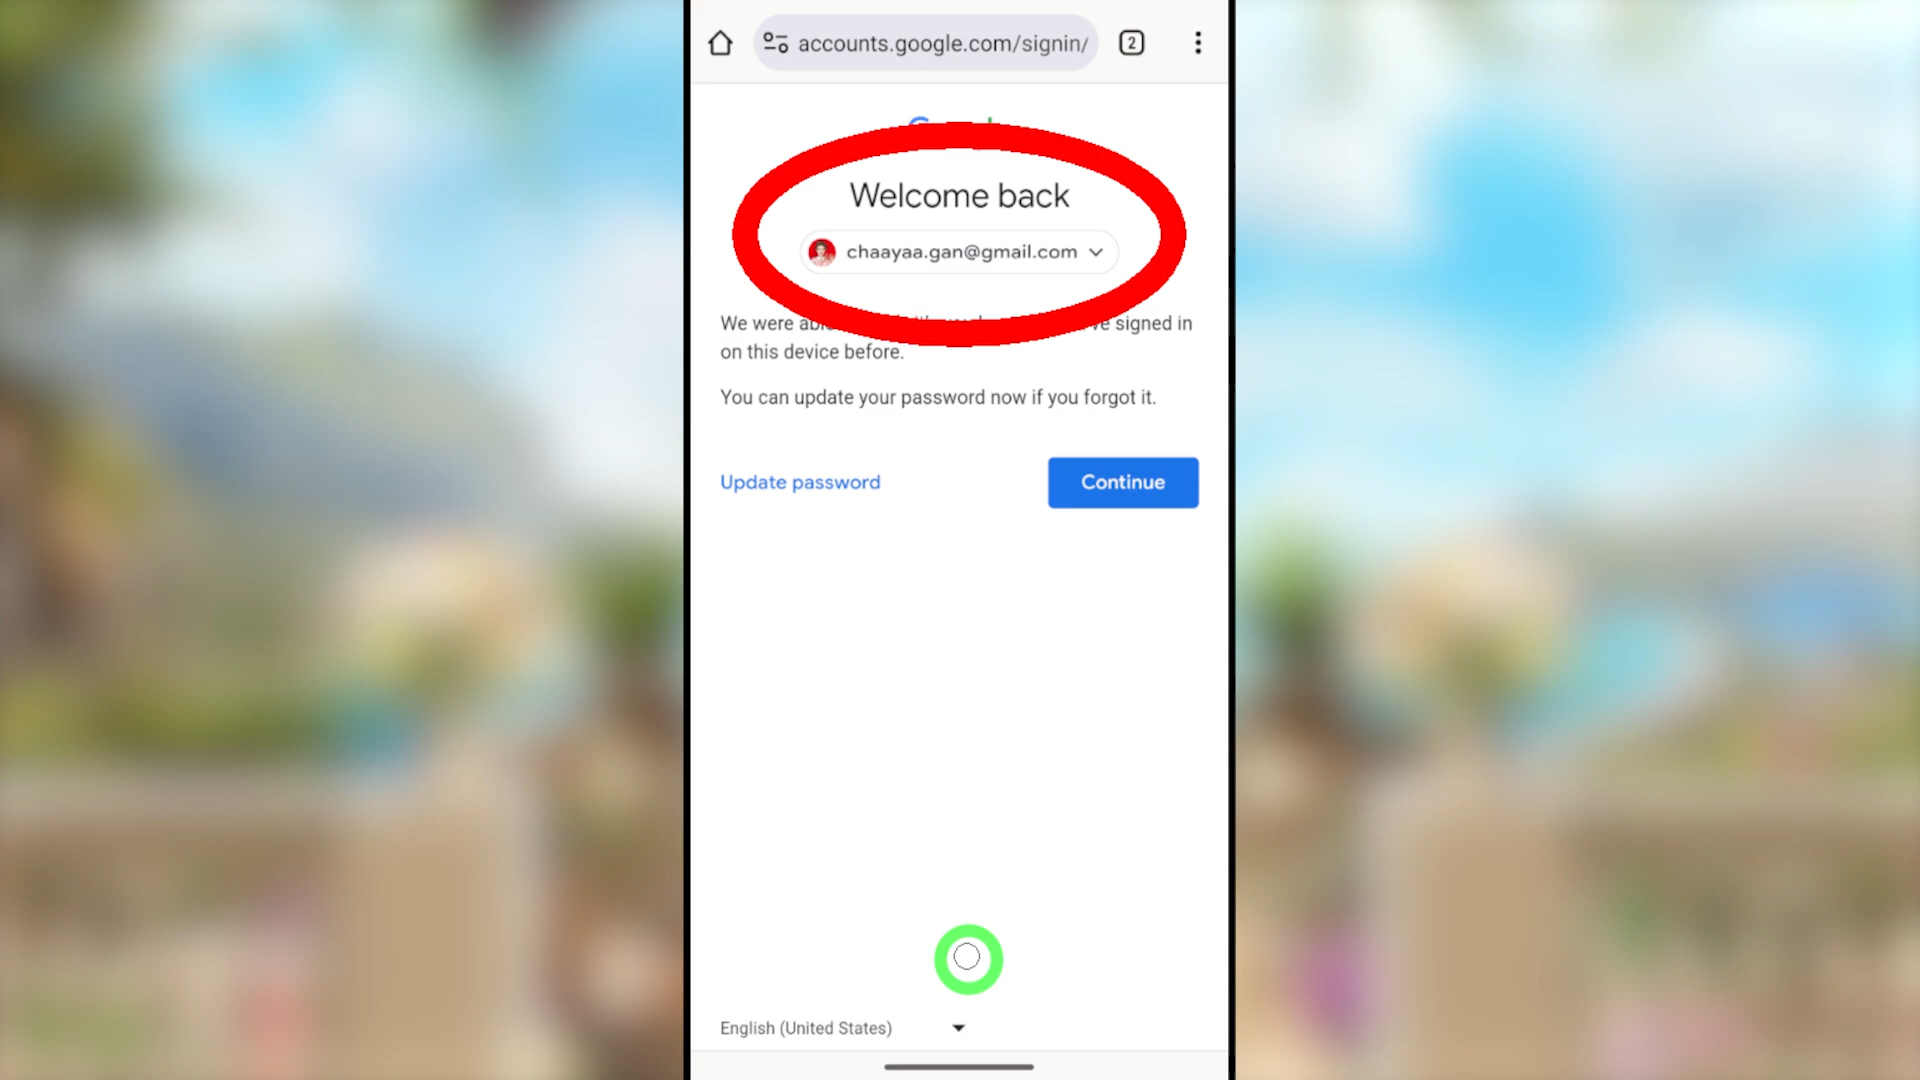 accounts.google.com/signin/
2
Welcome back
chaayaa.gan@gmail.com
We were signed in
on this device before.
You can update your password now if you forgot it.
Update password
Continue
English (United States)